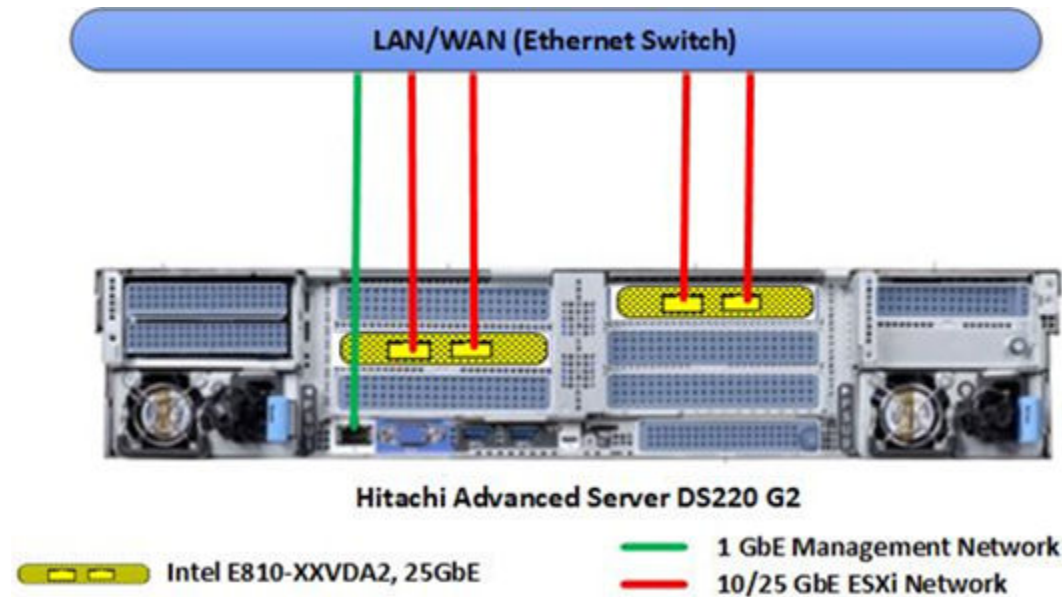 LAN/WAN (Ethernet Switch)
Hitachi Advanced Server DS220 G2
Intel E810-XXVDA2, 25GbE
1 GbE Management Network
10/25 GbE ESXi Network